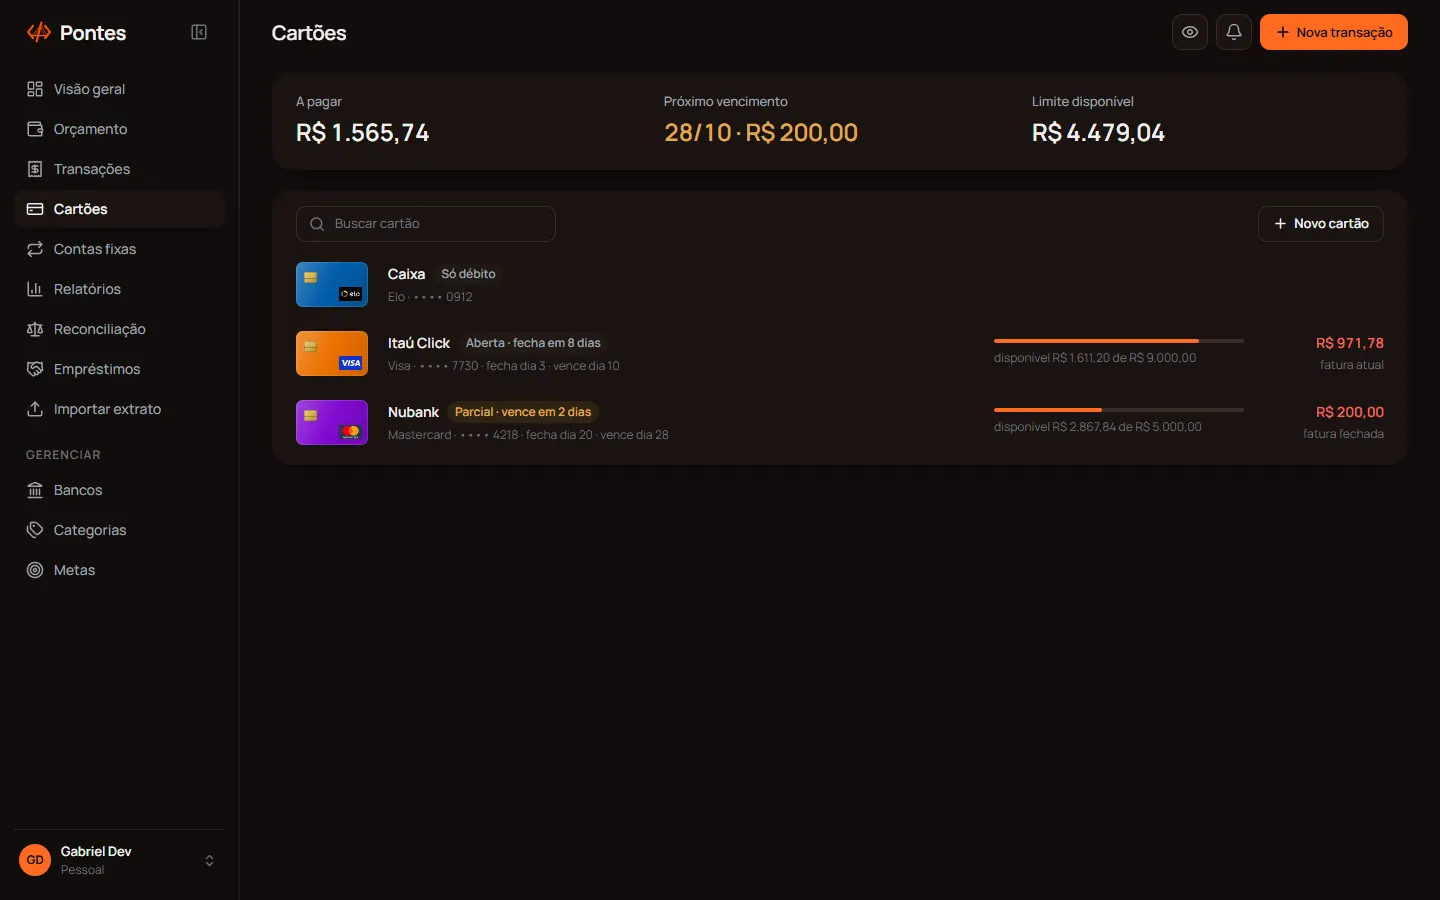 Pontes
Cartões
Nova transação
Visão geral
Orçamento
Transações
Cartões
Contas fixas
Relatórios
Reconciliação
Empréstimos
Importar extrato
GERENCIAR
Bancos
Categorias
Metas
GD
Gabriel Dev
Pessoal
A pagar
R$ 1.565,74
Próximo vencimento
28/10 · R$ 200,00
Limite disponível
R$ 4.479,04
Buscar cartão
Novo cartão
elo
Caixa Só débito
Elo · •••• 0912
VISA
Itaú Click Aberta · fecha em 8 dias
Visa · •••• 7730 · fecha dia 3 · vence dia 10
disponível R$ 1.611,20 de R$ 9.000,00
R$ 971,78
fatura atual
Nubank Parcial · vence em 2 dias
Mastercard · •••• 4218 · fecha dia 20 · vence dia 28
disponível R$ 2.867,84 de R$ 5.000,00
R$ 200,00
fatura fechada